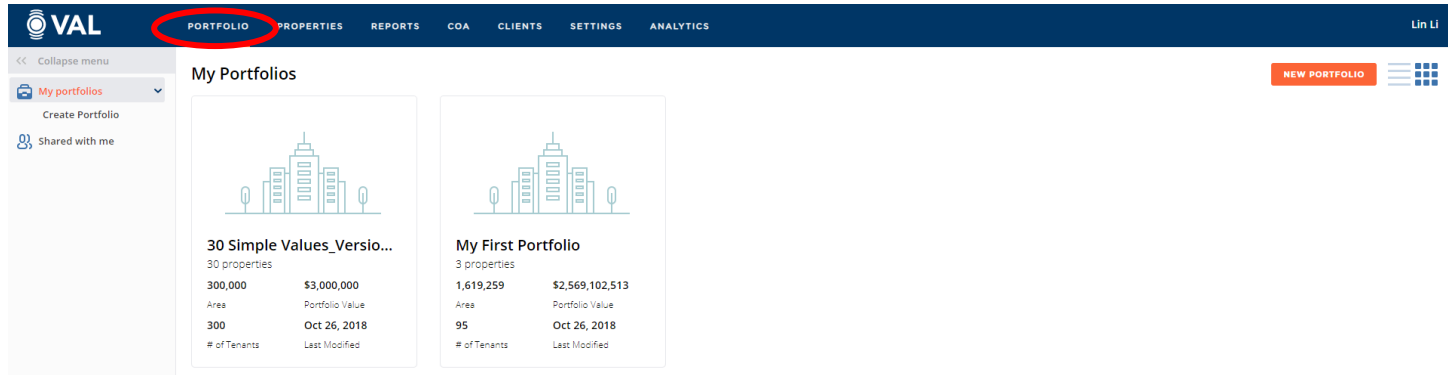 VAL
PORTFOLIO PROPERTIES REPORTS COA CLIENTS SETTINGS ANALYTICS
Lin Li
<< Collapse menu
My portfolios
Create Portfolio
Shared with me
My Portfolios
NEW PORTFOLIO
30 Simple Values_Versio...
30 properties
300,000 $3,000,000
Area Portfolio Value
300 Oct 26, 2018
# of Tenants Last Modified
My First Portfolio
3 properties
1,619,259 $2,569,102,513
Area Portfolio Value
95 Oct 26, 2018
# of Tenants Last Modified